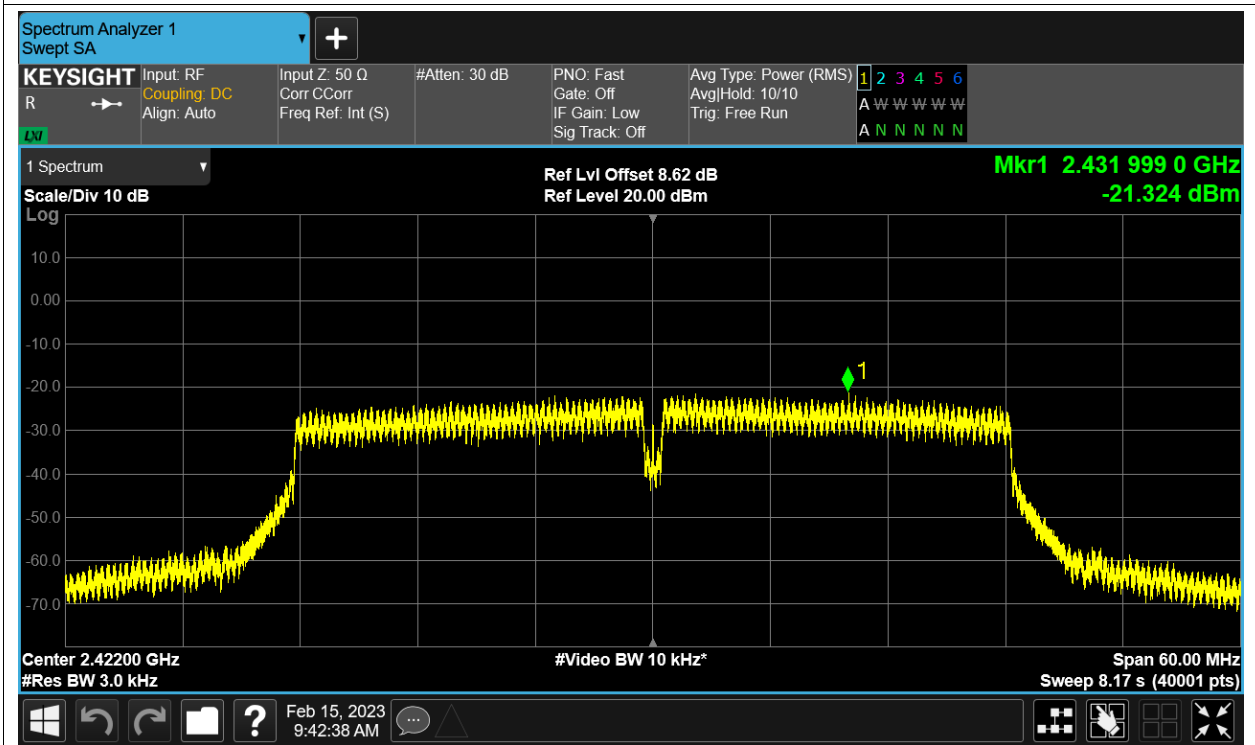 Spectrum Analyzer 1
Swept SA
KEYSIGHT
R
LXI
Input: RF
Coupling: DC
Align: Auto
Input Z: 50 Ω
Corr CCorr
Freq Ref: Int (S)
#Atten: 30 dB
PNO: Fast
Gate: Off
IF Gain: Low
Sig Track: Off
Avg Type: Power (RMS)
Avg|Hold: 10/10
Trig: Free Run
1 2 3 4 5 6
A W W W W W
A N N N N N
1 Spectrum
Scale/Div 10 dB
Log
Ref Lvl Offset 8.62 dB
Ref Level 20.00 dBm
Mkr1 2.431 999 0 GHz
-21.324 dBm
10.0
0.00
-10.0
-20.0
-30.0
-40.0
-50.0
-60.0
-70.0
1
Center 2.42200 GHz
#Res BW 3.0 kHz
#Video BW 10 kHz*
Span 60.00 MHz
Sweep 8.17 s (40001 pts)
?
Feb 15, 2023
9:42:38 AM